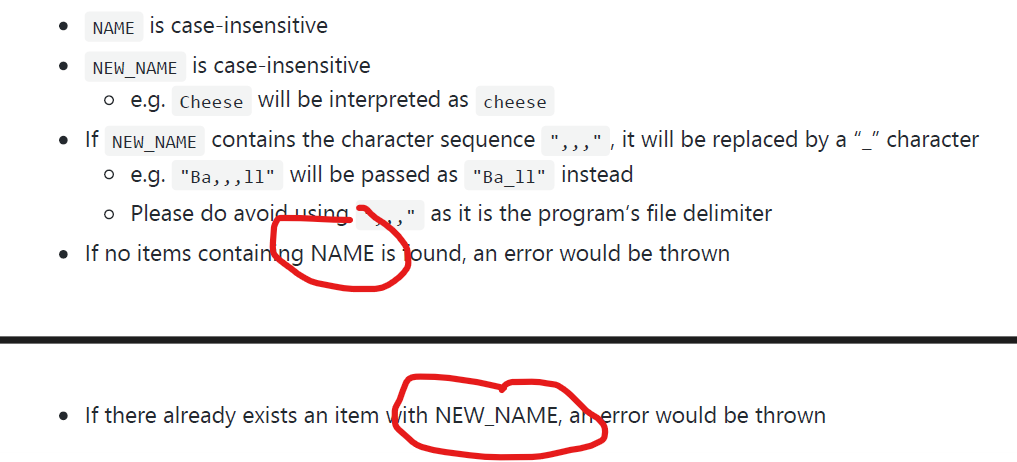 NAME is case-insensitive
NEW_NAME is case-insensitive
e.g. Cheese will be interpreted as cheese
If NEW_NAME contains the character sequence ",,,", it will be replaced by a “_” character
e.g. "Ba,,,ll" will be passed as "Ba_ll" instead
Please do avoid using ",,," as it is the program’s file delimiter
If no items containing NAME is found, an error would be thrown
If there already exists an item with NEW_NAME, an error would be thrown